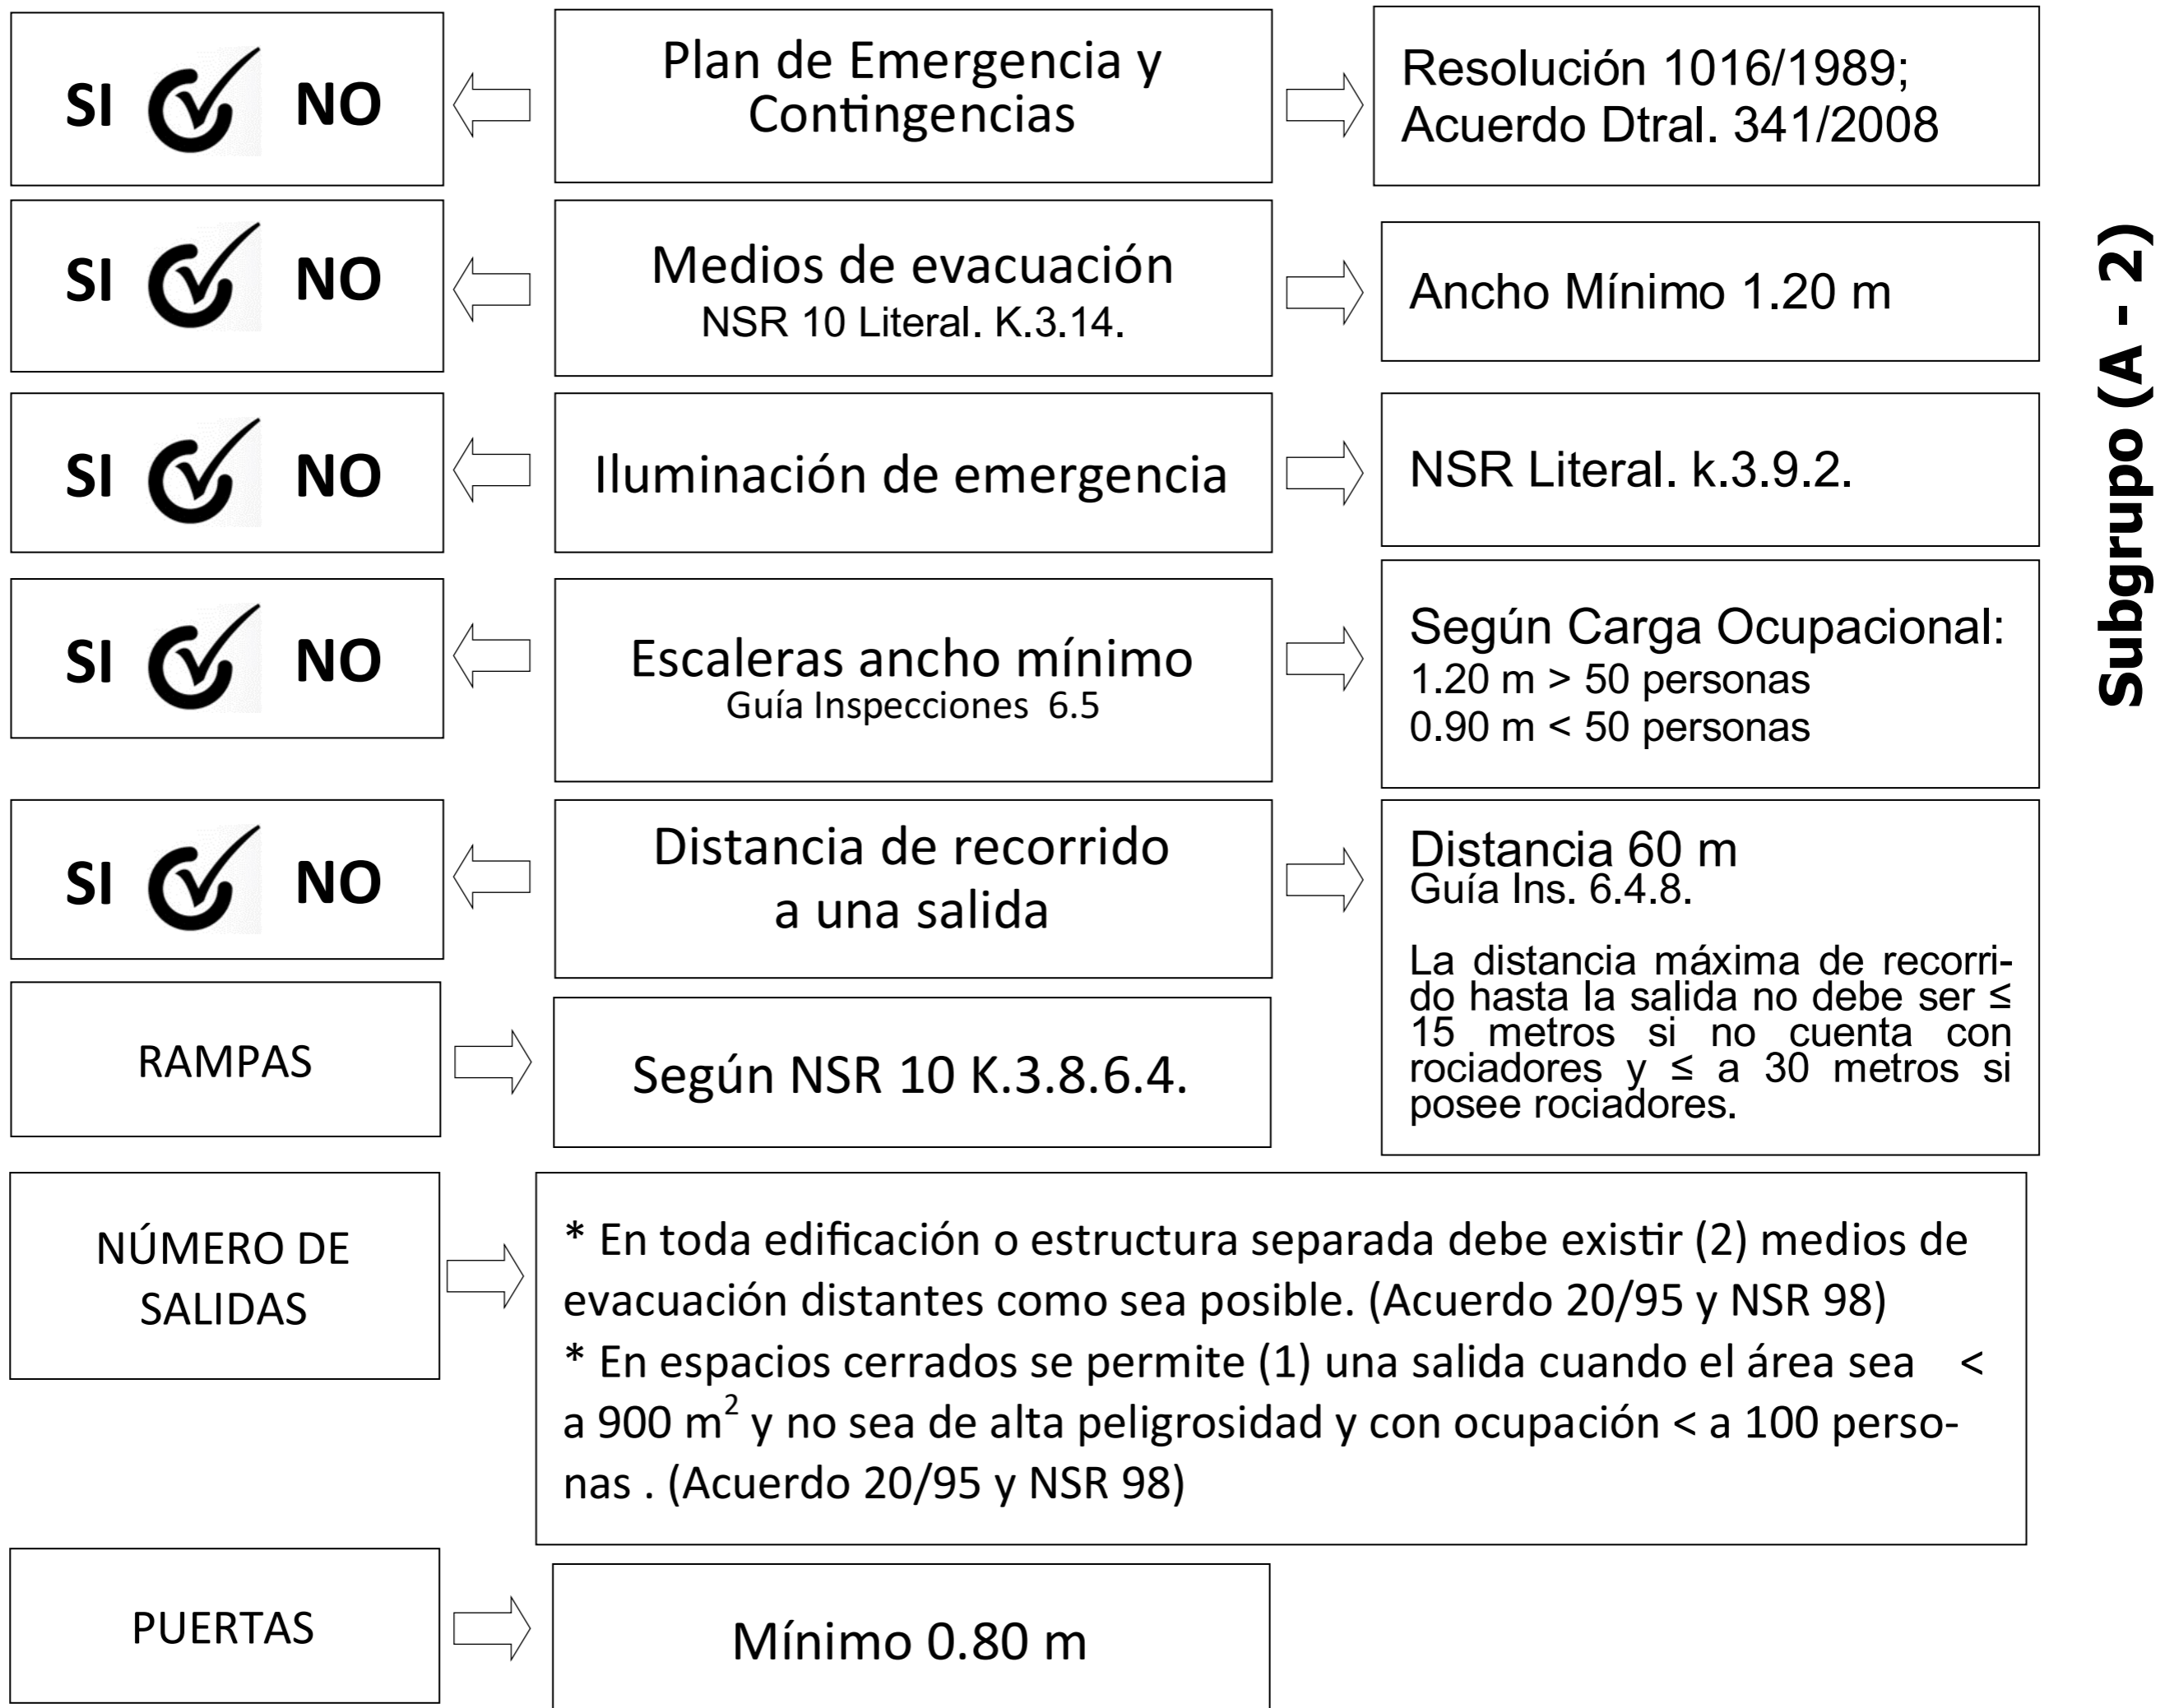 SI NO
Plan de Emergencia y
Contingencias
Resolución 1016/1989;
Acuerdo Dtral. 341/2008
SI NO
Medios de evacuación
NSR 10 Literal. K.3.14.
Ancho Mínimo 1.20 m
SI NO
Iluminación de emergencia
NSR Literal. k.3.9.2.
SI NO
Escaleras ancho mínimo
Guía Inspecciones 6.5
Según Carga Ocupacional:
1.20 m > 50 personas
0.90 m < 50 personas
SI NO
Distancia de recorrido
a una salida
Distancia 60 m
Guía Ins. 6.4.8.
La distancia máxima de recorri-
do hasta la salida no debe ser ≤
15 metros si no cuenta con
rociadores y ≤ a 30 metros si
posee rociadores.
RAMPAS
Según NSR 10 K.3.8.6.4.
NÚMERO DE
SALIDAS
* En toda edificación o estructura separada debe existir (2) medios de
evacuación distantes como sea posible. (Acuerdo 20/95 y NSR 98)
* En espacios cerrados se permite (1) una salida cuando el área sea <
a 900 m² y no sea de alta peligrosidad y con ocupación < a 100 perso-
nas . (Acuerdo 20/95 y NSR 98)
PUERTAS
Mínimo 0.80 m
Subgrupo (A - 2)